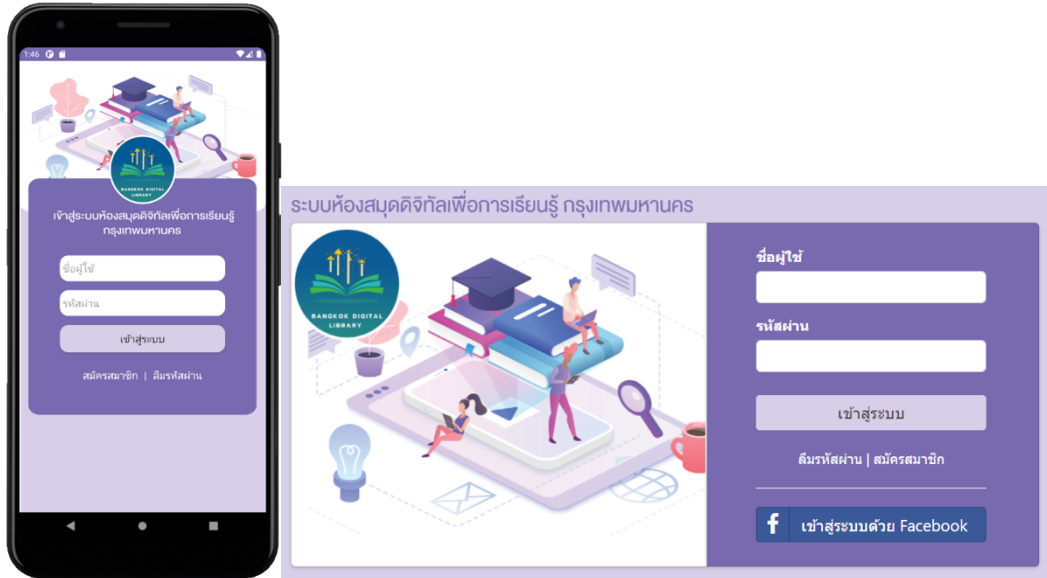 1:46
BANGKOK DIGITAL
LIBRARY
เข้าสู่ระบบห้องสมุดดิจิทัลเพื่อการเรียนรู้
กรุงเทพมหานคร
ชื่อผู้ใช้
รหัสผ่าน
เข้าสู่ระบบ
สมัครสมาชิก | ลืมรหัสผ่าน
ระบบห้องสมุดดิจิทัลเพื่อการเรียนรู้ กรุงเทพมหานคร
BANGKOK DIGITAL
LIBRARY
ชื่อผู้ใช้
รหัสผ่าน
เข้าสู่ระบบ
ลืมรหัสผ่าน | สมัครสมาชิก
f เข้าสู่ระบบด้วย Facebook